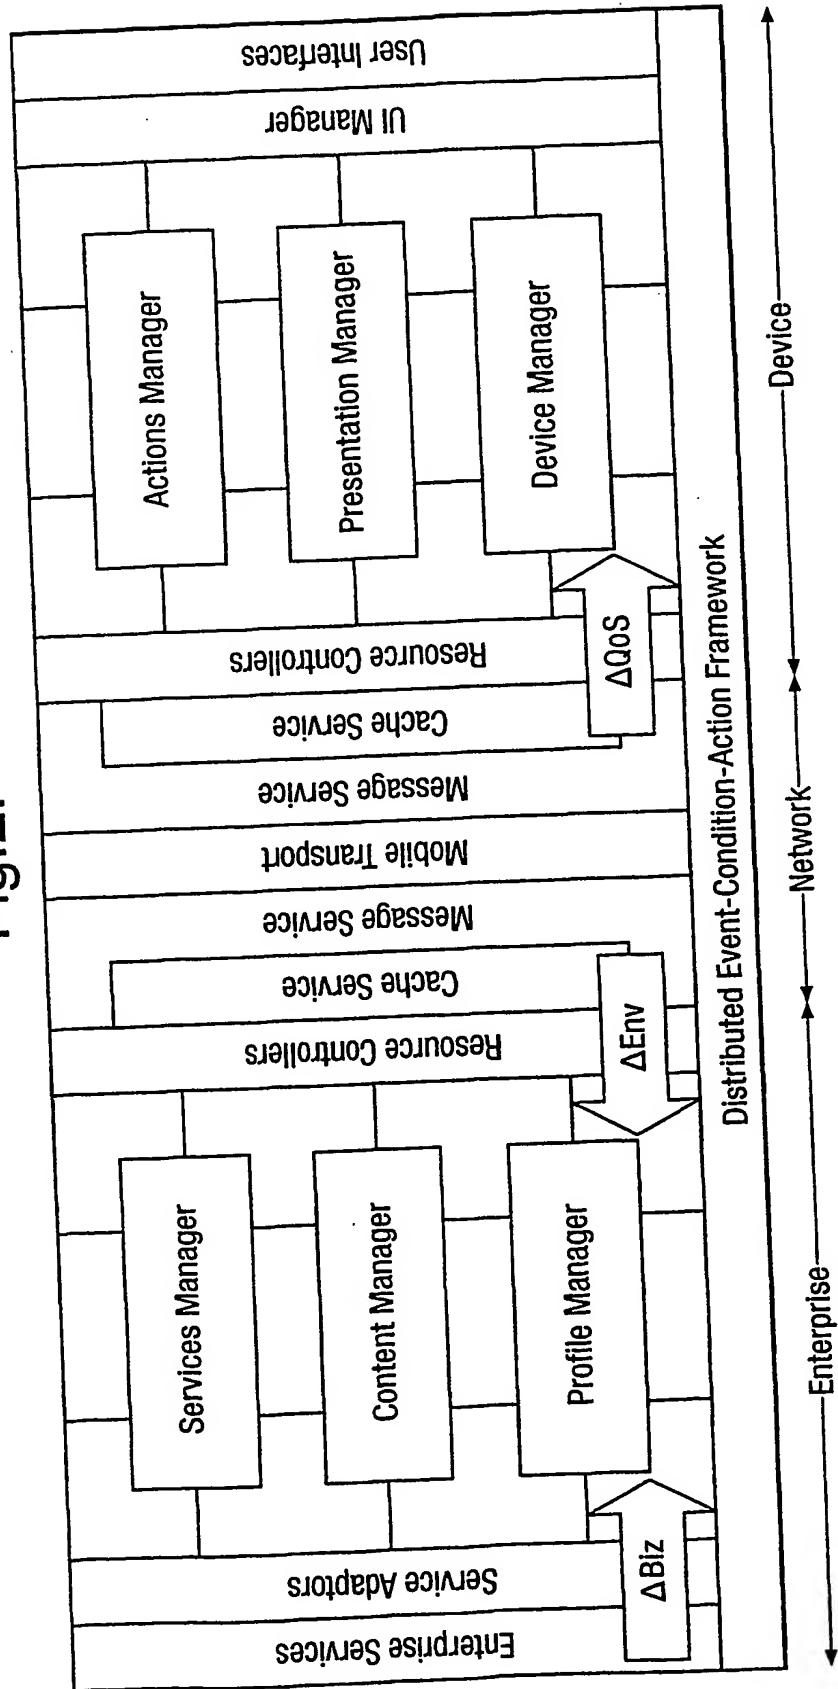 Enterprise Services
Service Adaptors
ΔBiz
Services Manager
Content Manager
Profile Manager
Resource Controllers
ΔEnv
Cache Service
Message Service
Mobile Transport
Message Service
Cache Service
ΔQoS
Resource Controllers
Actions Manager
Presentation Manager
Device Manager
UI Manager
User Interfaces
Distributed Event-Condition-Action Framework
Enterprise
Network
Device